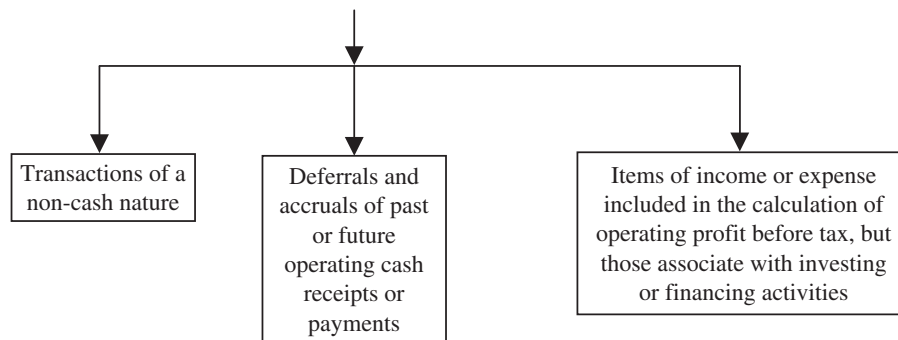 Transactions of a
non-cash nature
Deferrals and
accruals of past
or future
operating cash
receipts or
payments
Items of income or expense
included in the calculation of
operating profit before tax, but
those associate with investing
or financing activities